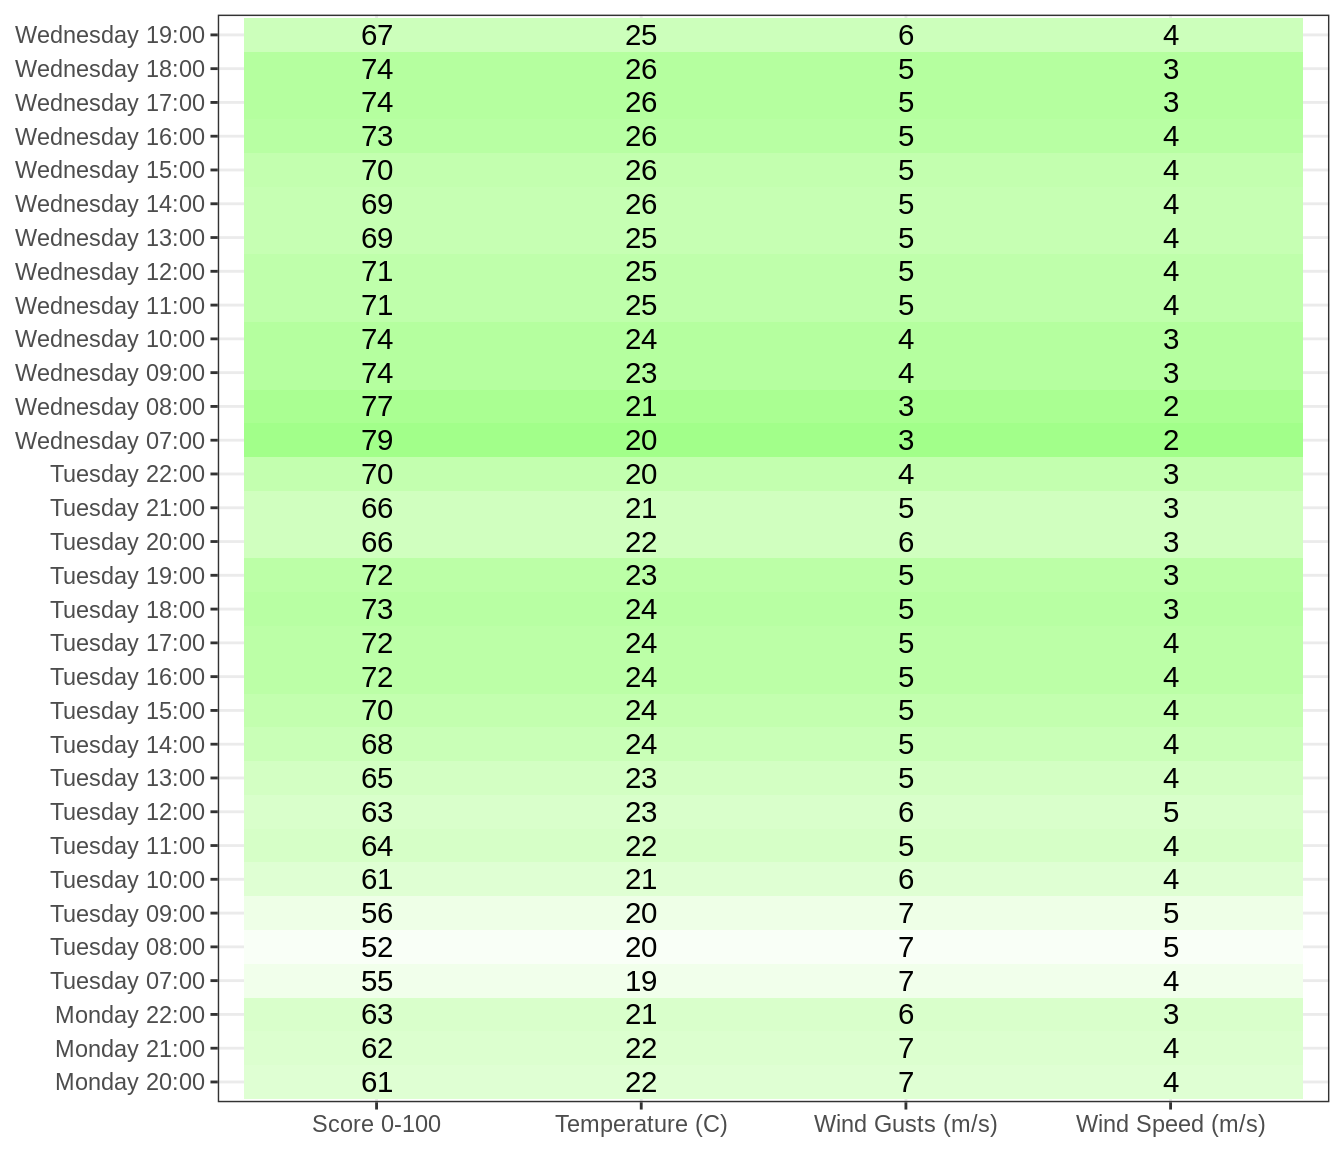 Wednesday 19:00 67 25 6 4
Wednesday 18:00 74 26 5 3
Wednesday 17:00 74 26 5 3
Wednesday 16:00 73 26 5 4
Wednesday 15:00 70 26 5 4
Wednesday 14:00 69 26 5 4
Wednesday 13:00 69 25 5 4
Wednesday 12:00 71 25 5 4
Wednesday 11:00 71 25 5 4
Wednesday 10:00 74 24 4 3
Wednesday 09:00 74 23 4 3
Wednesday 08:00 77 21 3 2
Wednesday 07:00 79 20 3 2
Tuesday 22:00 70 20 4 3
Tuesday 21:00 66 21 5 3
Tuesday 20:00 66 22 6 3
Tuesday 19:00 72 23 5 3
Tuesday 18:00 73 24 5 3
Tuesday 17:00 72 24 5 4
Tuesday 16:00 72 24 5 4
Tuesday 15:00 70 24 5 4
Tuesday 14:00 68 24 5 4
Tuesday 13:00 65 23 5 4
Tuesday 12:00 63 23 6 5
Tuesday 11:00 64 22 5 4
Tuesday 10:00 61 21 6 4
Tuesday 09:00 56 20 7 5
Tuesday 08:00 52 20 7 5
Tuesday 07:00 55 19 7 4
Monday 22:00 63 21 6 3
Monday 21:00 62 22 7 4
Monday 20:00 61 22 7 4
Score 0-100 Temperature (C) Wind Gusts (m/s) Wind Speed (m/s)